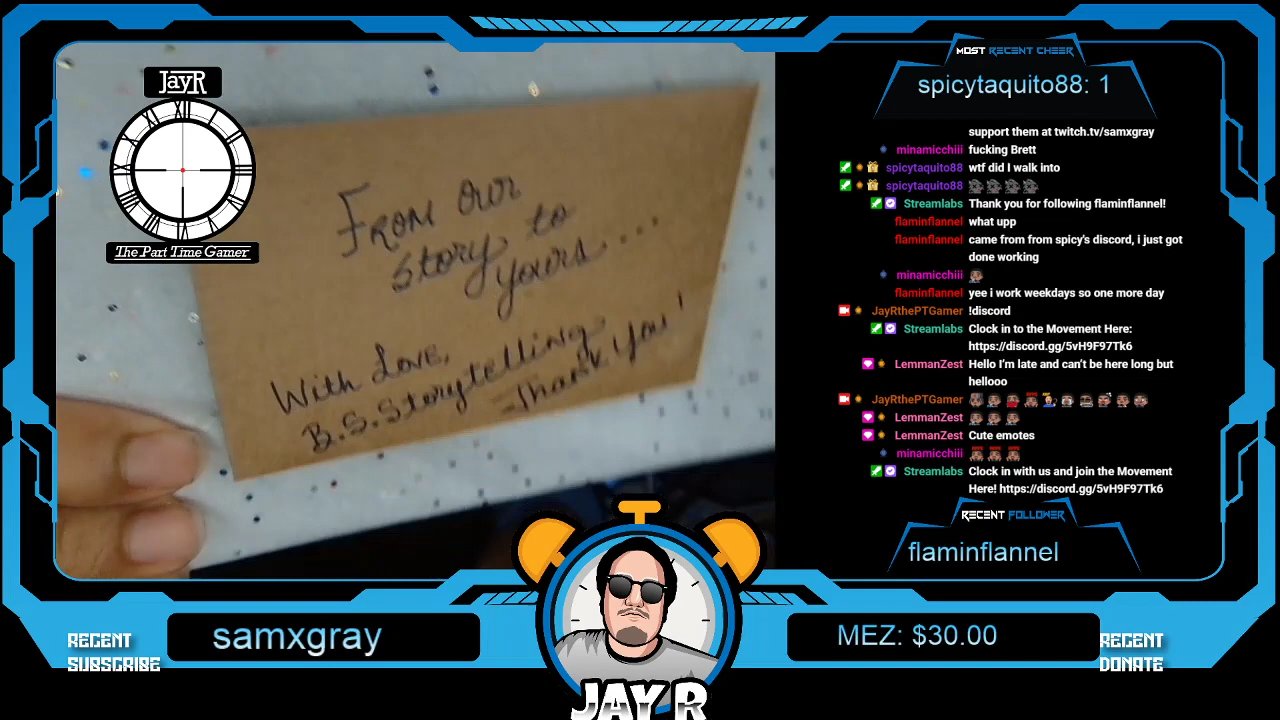 JayR
The Part Time Gamer
From our
story to
yours...
With Love,
B.S.Storytelling
-Thank you!
MOST RECENT CHEER
spicytaquito88: 1
support them at twitch.tv/samxgray
minamicchiii fucking Brett
spicytaquito88 wtf did I walk into
spicytaquito88
Streamlabs Thank you for following flaminflannel!
flaminflannel what upp
flaminflannel came from from spicy's discord, i just got
done working
minamicchiii
flaminflannel yee i work weekdays so one more day
JayRthePTGamer !discord
Streamlabs Clock in to the Movement Here:
https://discord.gg/5vH9F97Tk6
LemmanZest Hello I'm late and can't be here long but
hellooo
JayRthePTGamer
LemmanZest
LemmanZest Cute emotes
minamicchiii
Streamlabs Clock in with us and join the Movement
Here! https://discord.gg/5vH9F97Tk6
RECENT FOLLOWER
flaminflannel
RECENT
SUBSCRIBE
samxgray
JAY R
MEZ: $30.00
RECENT
DONATE